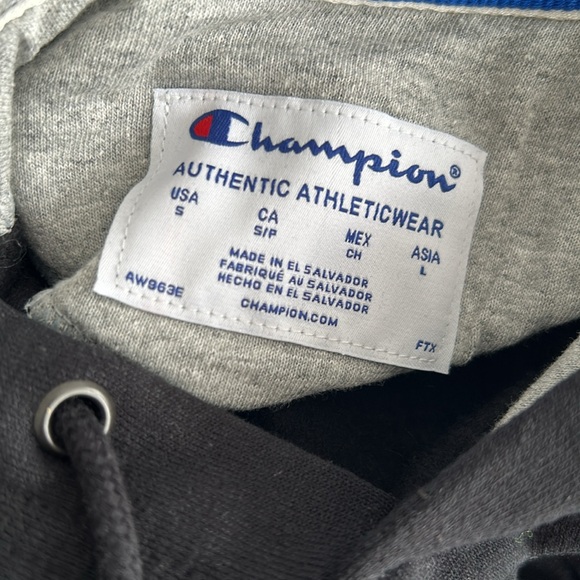 Champion®
AUTHENTIC ATHLETICWEAR
USA CA MEX ASIA
S S/P CH L
MADE IN EL SALVADOR
FABRIQUÉ AU SALVADOR
HECHO EN EL SALVADOR
AW963E CHAMPION.COM FTX